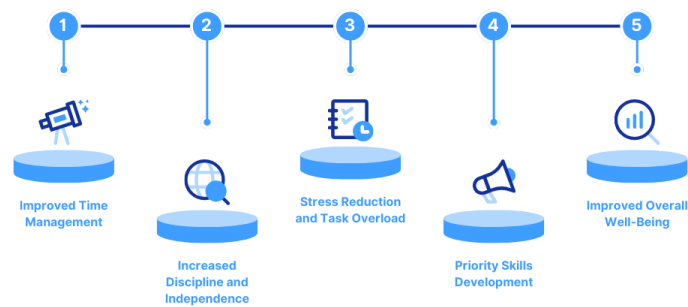 1
2
3
4
5
Improved Time
Management
Increased
Discipline and
Independence
Stress Reduction
and Task Overload
Priority Skills
Development
Improved Overall
Well-Being